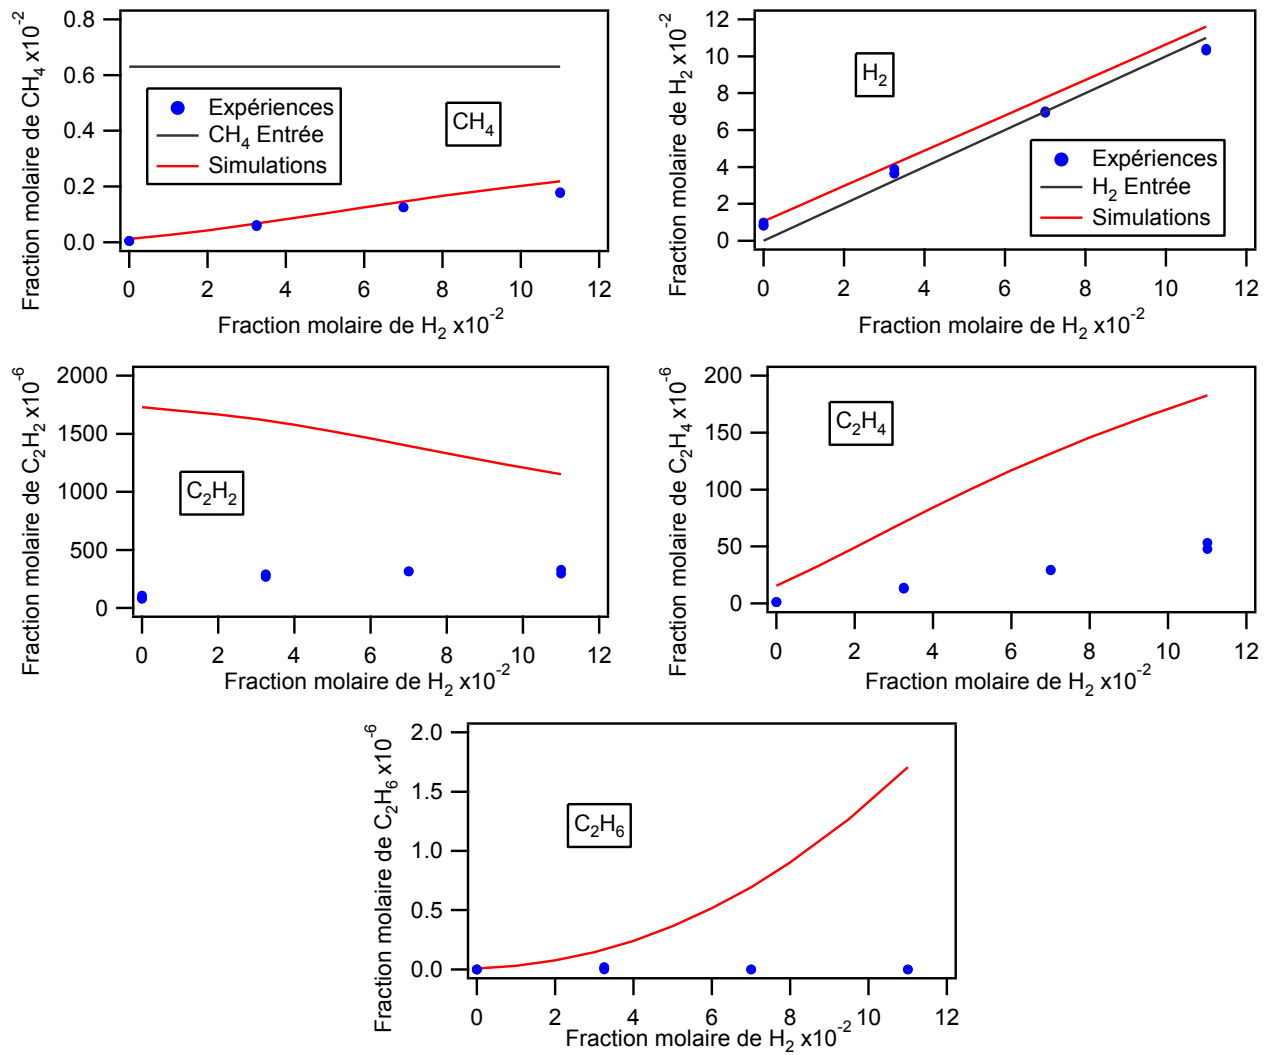 Fraction molaire de CH4 x10-2
0.8
0.6
0.4
0.2
0.0
Expériences
CH4 Entrée
Simulations
CH4
0 2 4 6 8 10 12
Fraction molaire de H2 x10-2
Fraction molaire de H2 x10-2
12
10
8
6
4
2
0
H2
Expériences
H2 Entrée
Simulations
0 2 4 6 8 10 12
Fraction molaire de H2 x10-2
Fraction molaire de C2H2 x10-6
2000
1500
1000
500
0
C2H2
0 2 4 6 8 10 12
Fraction molaire de H2 x10-2
Fraction molaire de C2H4 x10-6
200
150
100
50
0
C2H4
0 2 4 6 8 10 12
Fraction molaire de H2 x10-2
Fraction molaire de C2H6 x10-6
2.0
1.5
1.0
0.5
0.0
C2H6
0 2 4 6 8 10 12
Fraction molaire de H2 x10-2